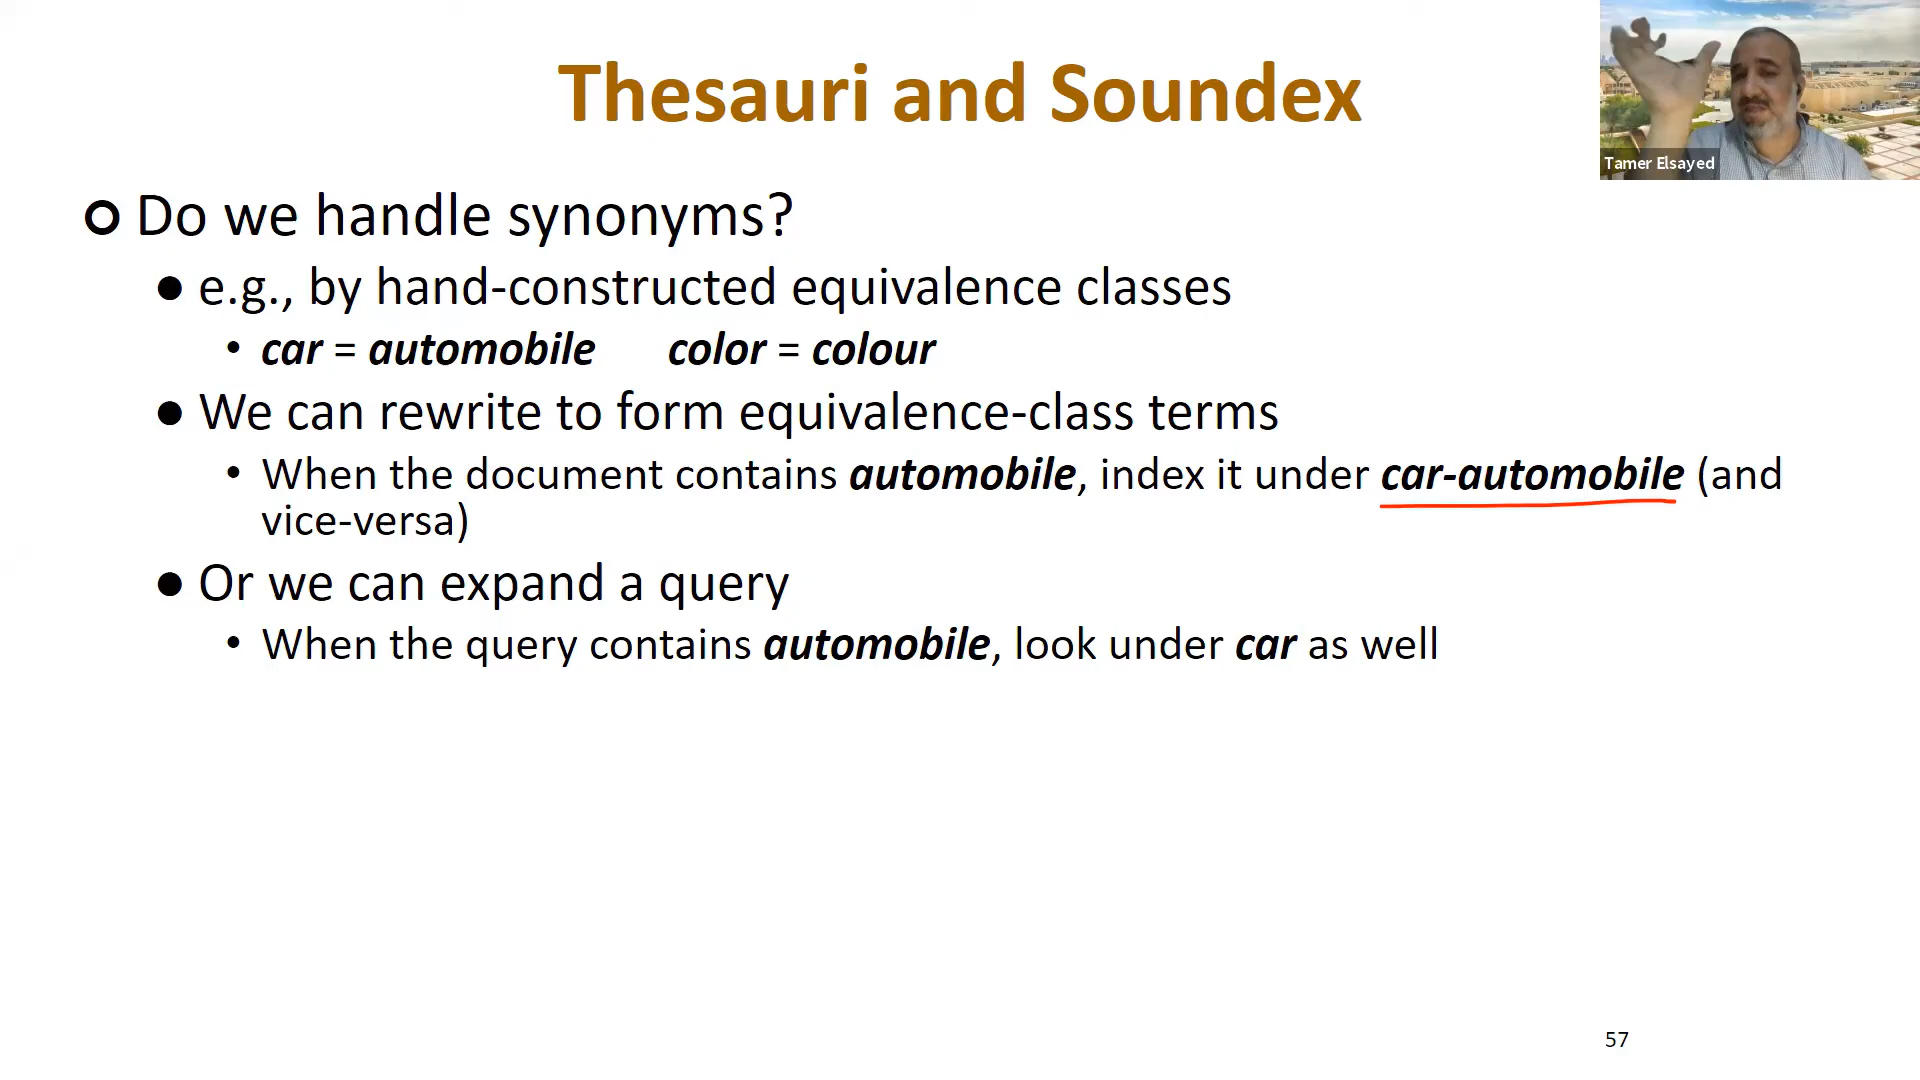 Thesauri and Soundex
Tamer Elsayed
Do we handle synonyms?
e.g., by hand-constructed equivalence classes
car = automobile color = colour
We can rewrite to form equivalence-class terms
When the document contains automobile, index it under car-automobile (and
vice-versa)
Or we can expand a query
When the query contains automobile, look under car as well
57